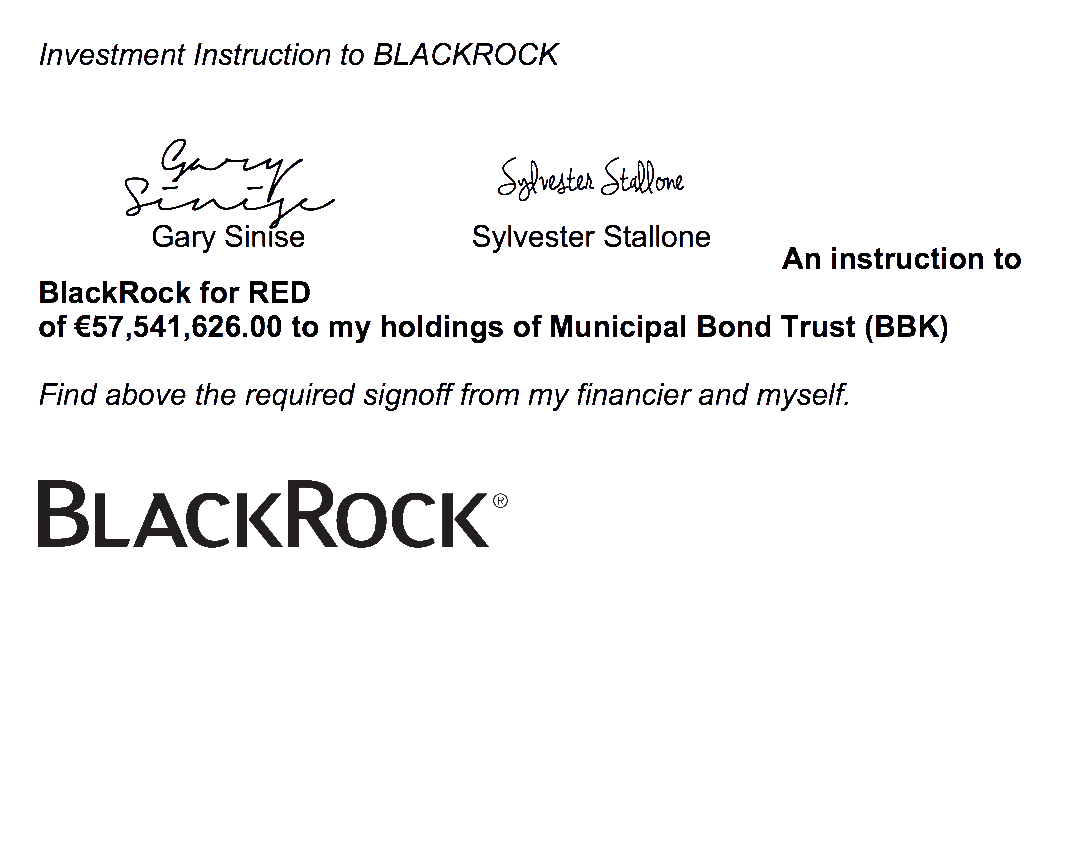 Investment Instruction to BLACKROCK
Gary
Sinise
Sylvester Stallone
Gary Sinise
Sylvester Stallone
An instruction to
BlackRock for RED
of €57,541,626.00 to my holdings of Municipal Bond Trust (BBK)
Find above the required signoff from my financier and myself.
BLACKROCK®